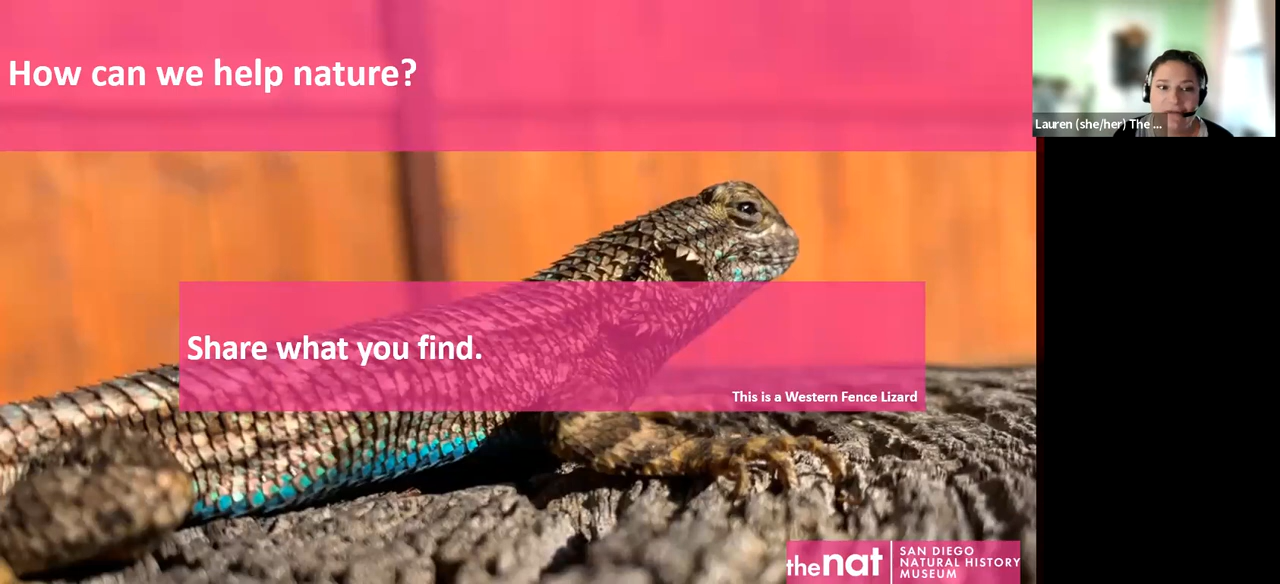 How can we help nature?
Lauren (she/her) The ...
Share what you find.
This is a Western Fence Lizard
thenat
SAN DIEGO
NATURAL HISTORY
MUSEUM